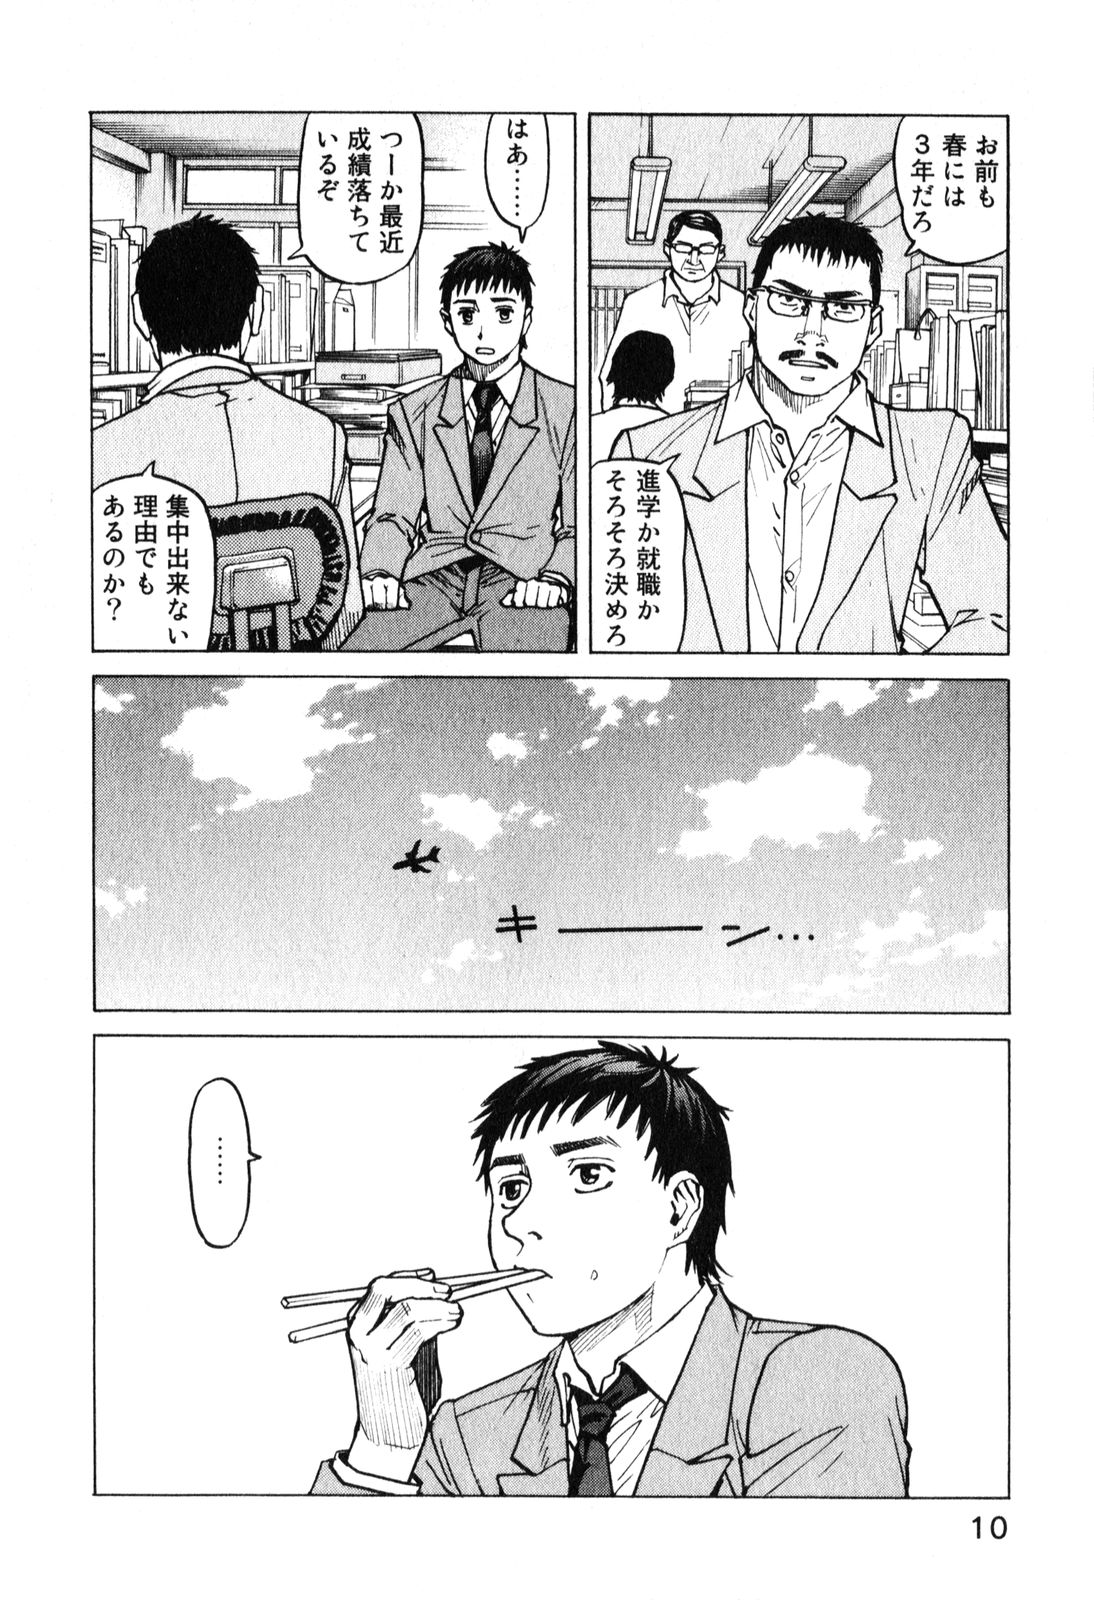 お前も
春には
3年だろ
進学か就職か
そろそろ決めろ
はあ……
つーか最近
成績落ちて
いるぞ
集中出来ない
理由でも
あるのか？
キーーーン…
……
10